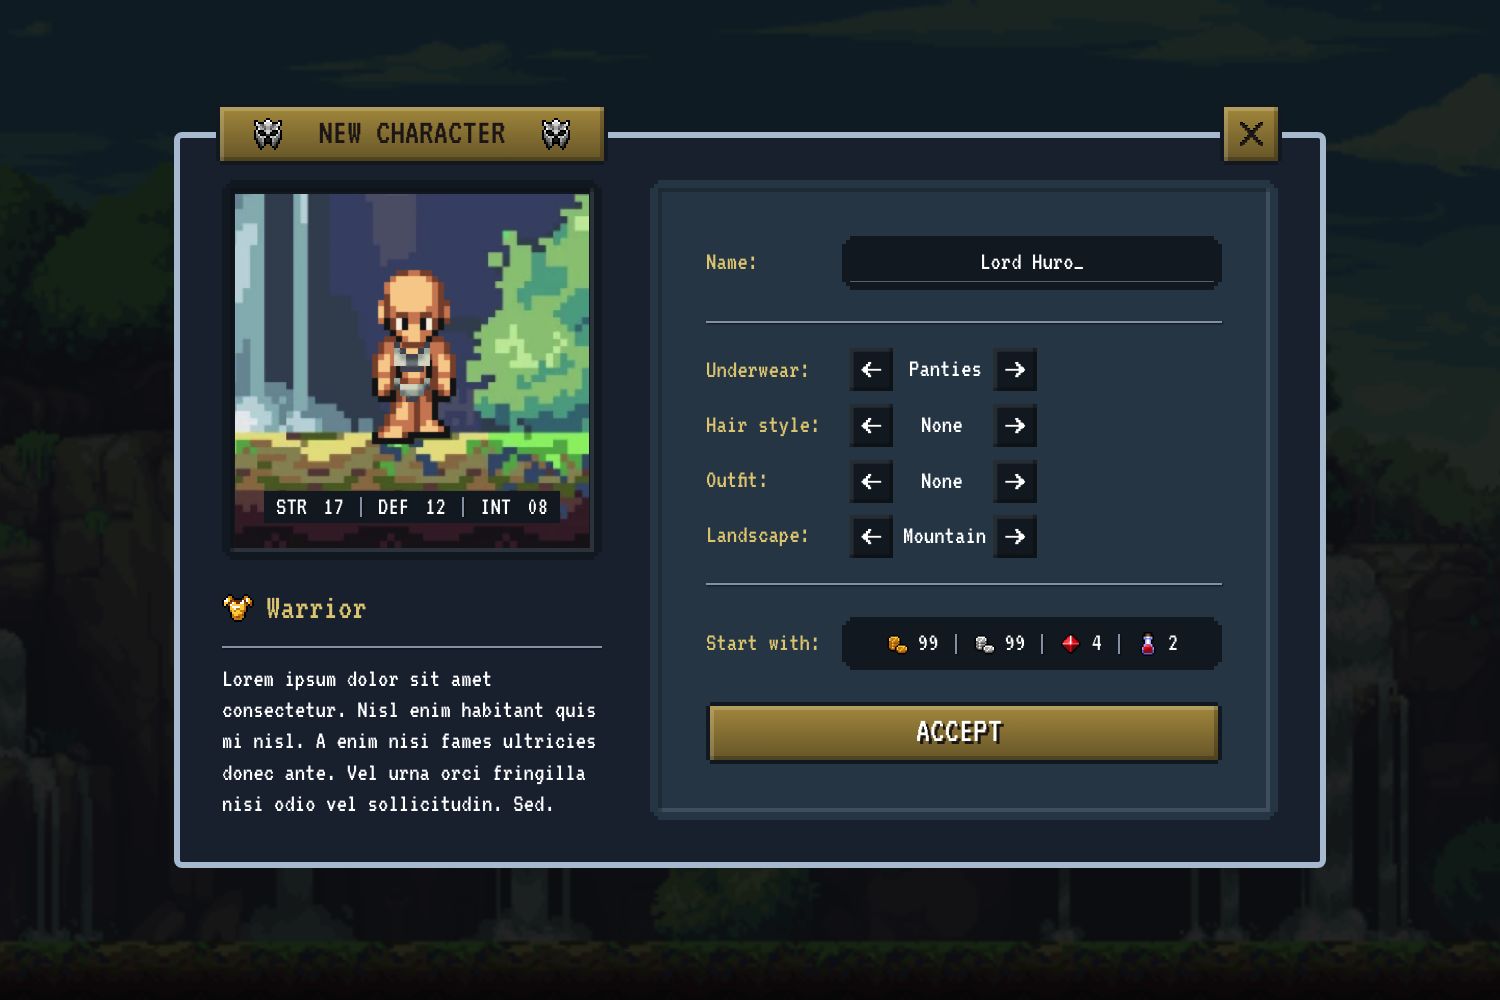 NEW CHARACTER
Name: Lord Huro_
Underwear: Panties
Hair style: None
Outfit: None
Landscape: Mountain
STR 17 | DEF 12 | INT 08
Warrior
Lorem ipsum dolor sit amet
consectetur. Nisl enim habitant quis
mi nisl. A enim nisi fames ultricies
donec ante. Vel urna orci fringilla
nisi odio vel sollicitudin. Sed.
Start with: 99 | 99 | 4 | 2
ACCEPT